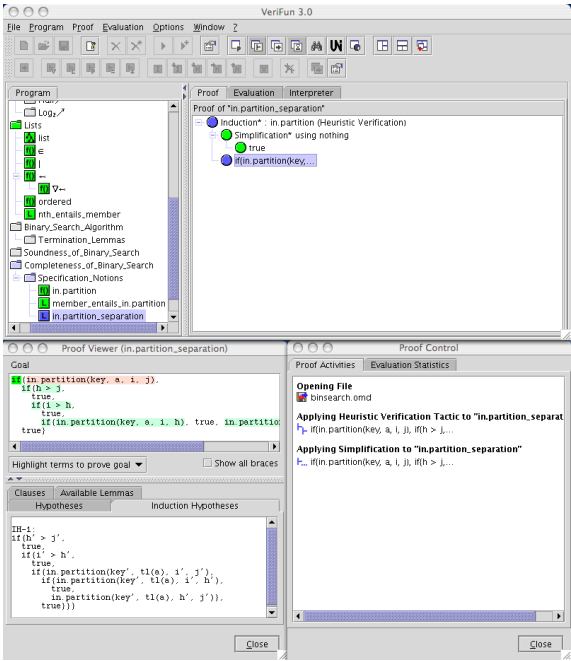 VeriFun 3.0
File Program Proof Evaluation Options Window ?
Program
Log₂↗
Lists
list
f() ∈
f() |
f()
f() ordered
L nth_entails_member
Binary_Search_Algorithm
Termination_Lemmas
Soundness_of_Binary_Search
Completeness_of_Binary_Search
Specification_Notions
f() in.partition
L member_entails_in.partition
L in.partition_separation
Proof Evaluation Interpreter
Proof of "in.partition_separation"
Induction* : in.partition (Heuristic Verification)
Simplification* using nothing
true
if(in.partition(key,...
Proof Viewer (in.partition_separation)
Goal
if(in.partition(key, a, i, j),
if(h > j,
true,
if(i > h,
true,
if(in.partition(key, a, i, h), true, in.partitio
true)
Highlight terms to prove goal
Show all braces
Clauses Available Lemmas
Hypotheses Induction Hypotheses
IH-1:
if(h' > j',
true,
if(i' > h',
true,
if(in.partition(key', tl(a), i', j'),
if(in.partition(key', tl(a), i', h'),
true,
in.partition(key', tl(a), h', j')),
true)))
Close
Proof Control
Proof Activities Evaluation Statistics
Opening File
binsearch.omd
Applying Heuristic Verification Tactic to "in.partition_separat
if(in.partition(key, a, i, j), if(h > j,...
Applying Simplification to "in.partition_separation"
if(in.partition(key, a, i, j), if(h > j,...
Close